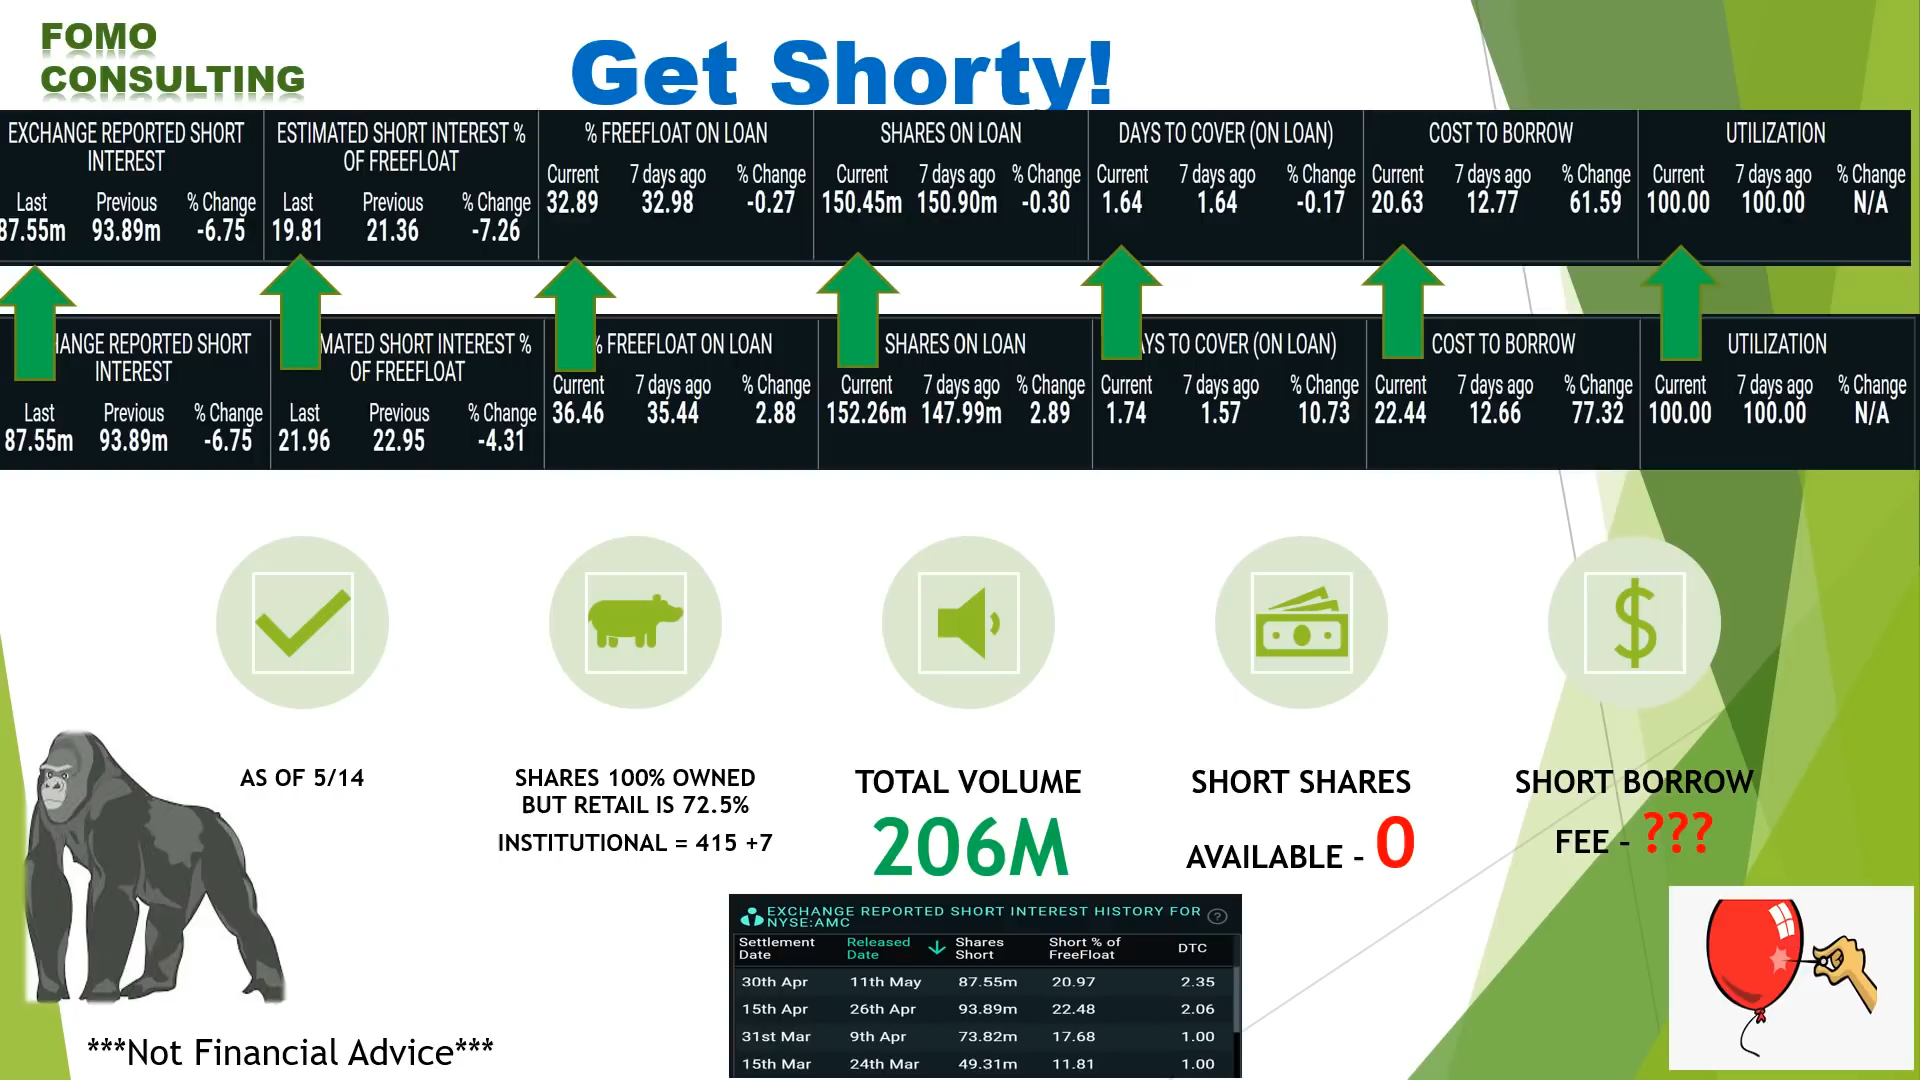 FOMO
CONSULTING
Get Shorty!
EXCHANGE REPORTED SHORT
INTEREST
Last Previous % Change
87.55m 93.89m -6.75
ESTIMATED SHORT INTEREST %
OF FREEFLOAT
Last Previous % Change
19.81 21.36 -7.26
% FREEFLOAT ON LOAN
Current 7 days ago % Change
32.89 32.98 -0.27
SHARES ON LOAN
Current 7 days ago % Change
150.45m 150.90m -0.30
DAYS TO COVER (ON LOAN)
Current 7 days ago % Change
1.64 1.64 -0.17
COST TO BORROW
Current 7 days ago % Change
20.63 12.77 61.59
UTILIZATION
Current 7 days ago % Change
100.00 100.00 N/A
HANGE REPORTED SHORT
INTEREST
Last Previous % Change
87.55m 93.89m -6.75
MATED SHORT INTEREST %
OF FREEFLOAT
Last Previous % Change
21.96 22.95 -4.31
% FREEFLOAT ON LOAN
Current 7 days ago % Change
36.46 35.44 2.88
SHARES ON LOAN
Current 7 days ago % Change
152.26m 147.99m 2.89
AYS TO COVER (ON LOAN)
Current 7 days ago % Change
1.74 1.57 10.73
COST TO BORROW
Current 7 days ago % Change
22.44 12.66 77.32
UTILIZATION
Current 7 days ago % Change
100.00 100.00 N/A
AS OF 5/14
SHARES 100% OWNED
BUT RETAIL IS 72.5%
INSTITUTIONAL = 415 +7
TOTAL VOLUME
206M
SHORT SHARES
AVAILABLE - 0
SHORT BORROW
FEE - ???
EXCHANGE REPORTED SHORT INTEREST HISTORY FOR
NYSE:AMC ?
Settlement Date Released Date Shares Short Short % of FreeFloat DTC
30th Apr 11th May 87.55m 20.97 2.35
15th Apr 26th Apr 93.89m 22.48 2.06
31st Mar 9th Apr 73.82m 17.68 1.00
15th Mar 24th Mar 49.31m 11.81 1.00
***Not Financial Advice***